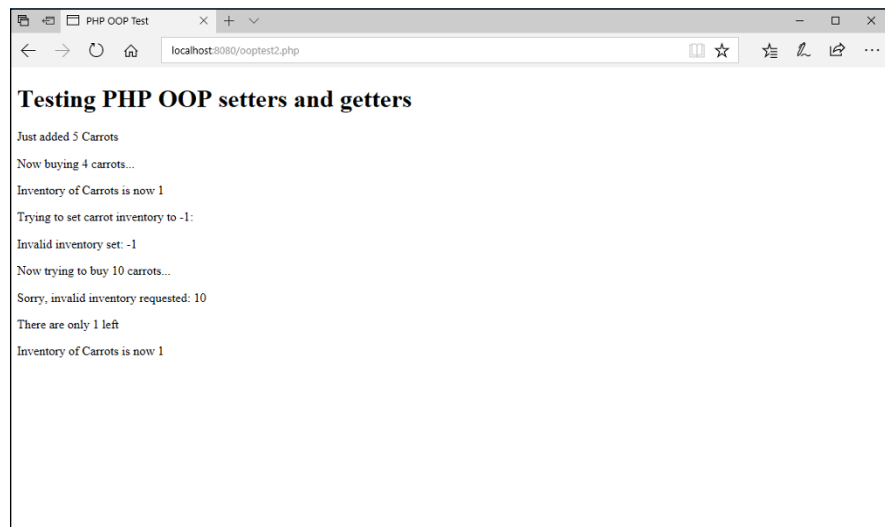 PHP OOP Test
localhost:8080/ooptest2.php
Testing PHP OOP setters and getters
Just added 5 Carrots
Now buying 4 carrots...
Inventory of Carrots is now 1
Trying to set carrot inventory to -1:
Invalid inventory set: -1
Now trying to buy 10 carrots...
Sorry, invalid inventory requested: 10
There are only 1 left
Inventory of Carrots is now 1